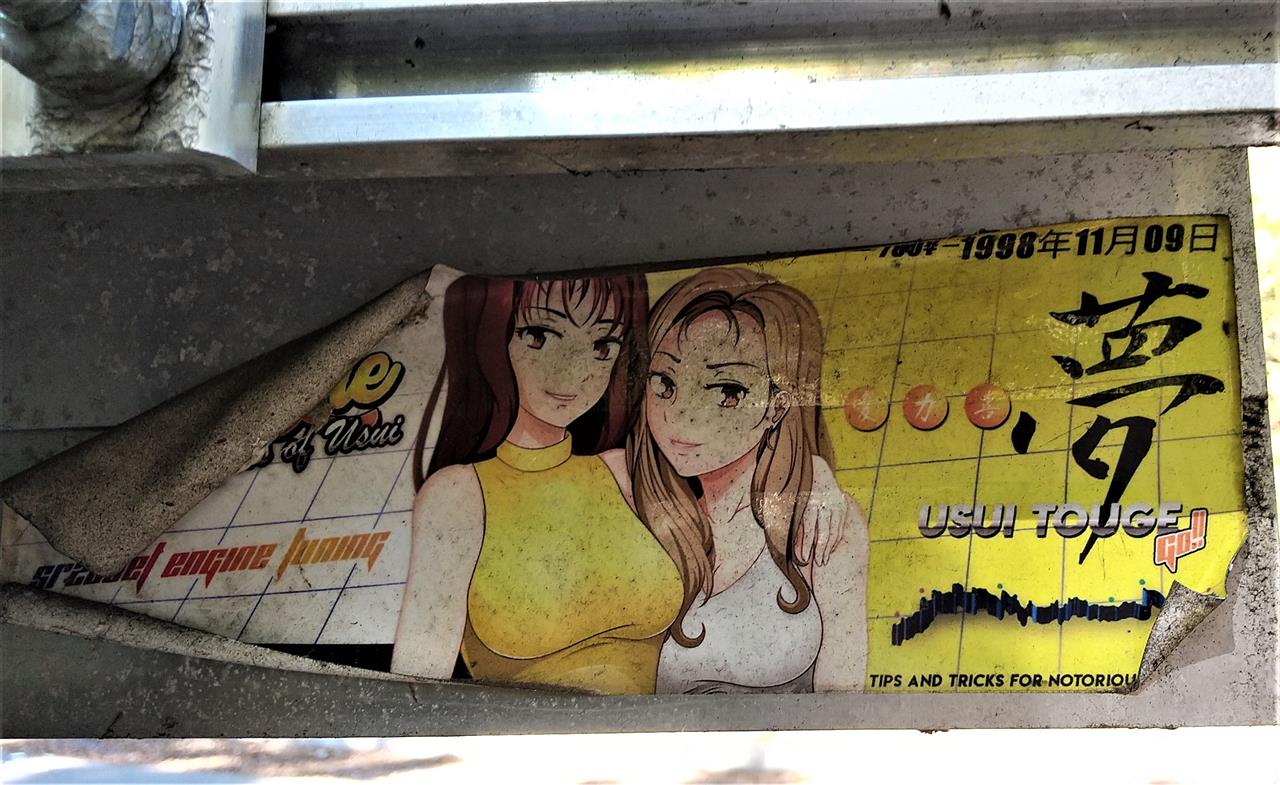 1998年11月09日
夢
of Usui
力
USUI TOUGE
GO!!
engine tuning
TIPS AND TRICKS FOR